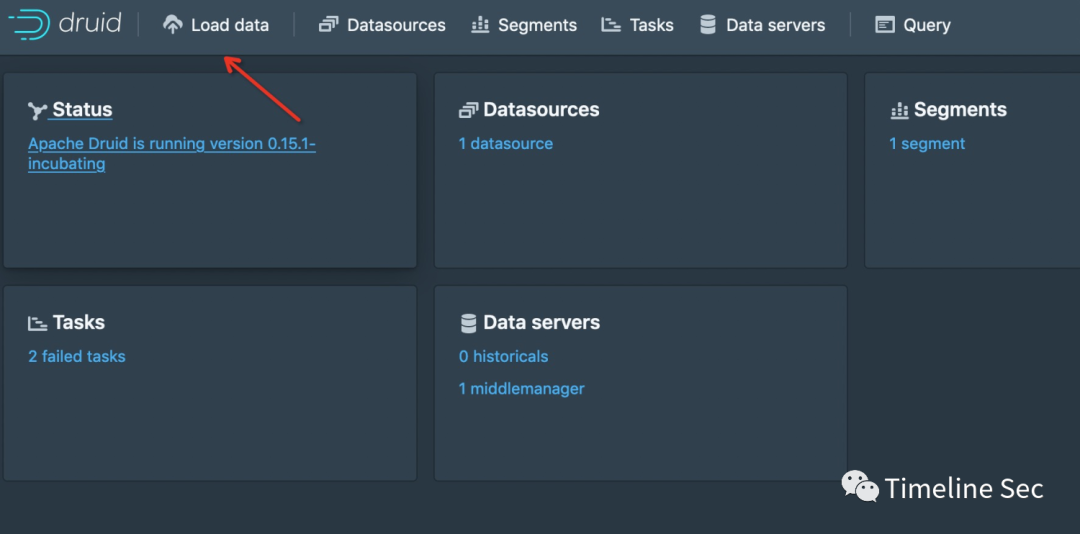 druid Load data Datasources Segments Tasks Data servers Query
Status
Apache Druid is running version 0.15.1-
incubating
Datasources
1 datasource
Segments
1 segment
Tasks
2 failed tasks
Data servers
0 historicals
1 middlemanager
Timeline Sec